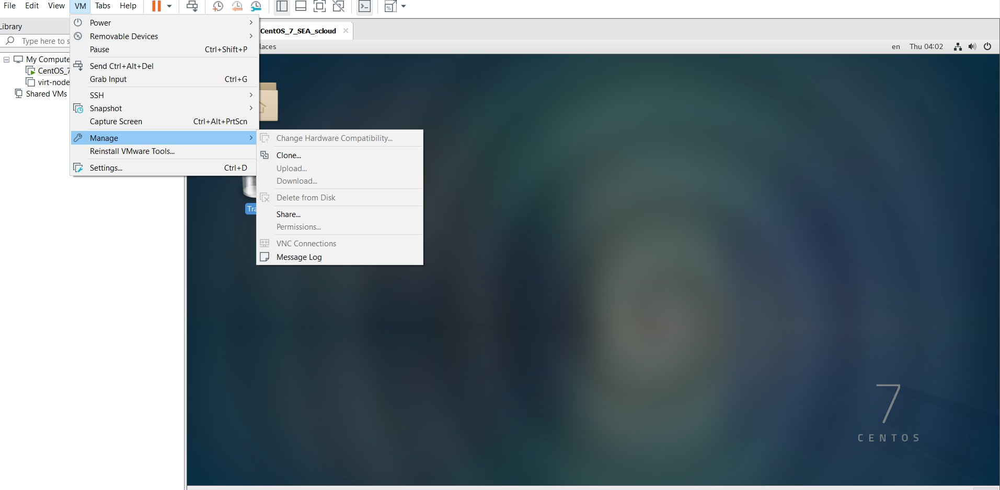 File Edit View VM Tabs Help
Library
Type here to s
My Compute
CentOS_7
virt-node
Shared VMs
Power
Removable Devices
Pause Ctrl+Shift+P
Send Ctrl+Alt+Del
Grab Input Ctrl+G
SSH
Snapshot
Capture Screen Ctrl+Alt+PrtScn
Manage
Reinstall VMware Tools...
Settings... Ctrl+D
Change Hardware Compatibility...
Clone...
Upload...
Download...
Delete from Disk
Share...
Permissions...
VNC Connections
Message Log
CentOS_7_SEA_scloud
laces
en Thu 04:02
Tra
7
CENTOS